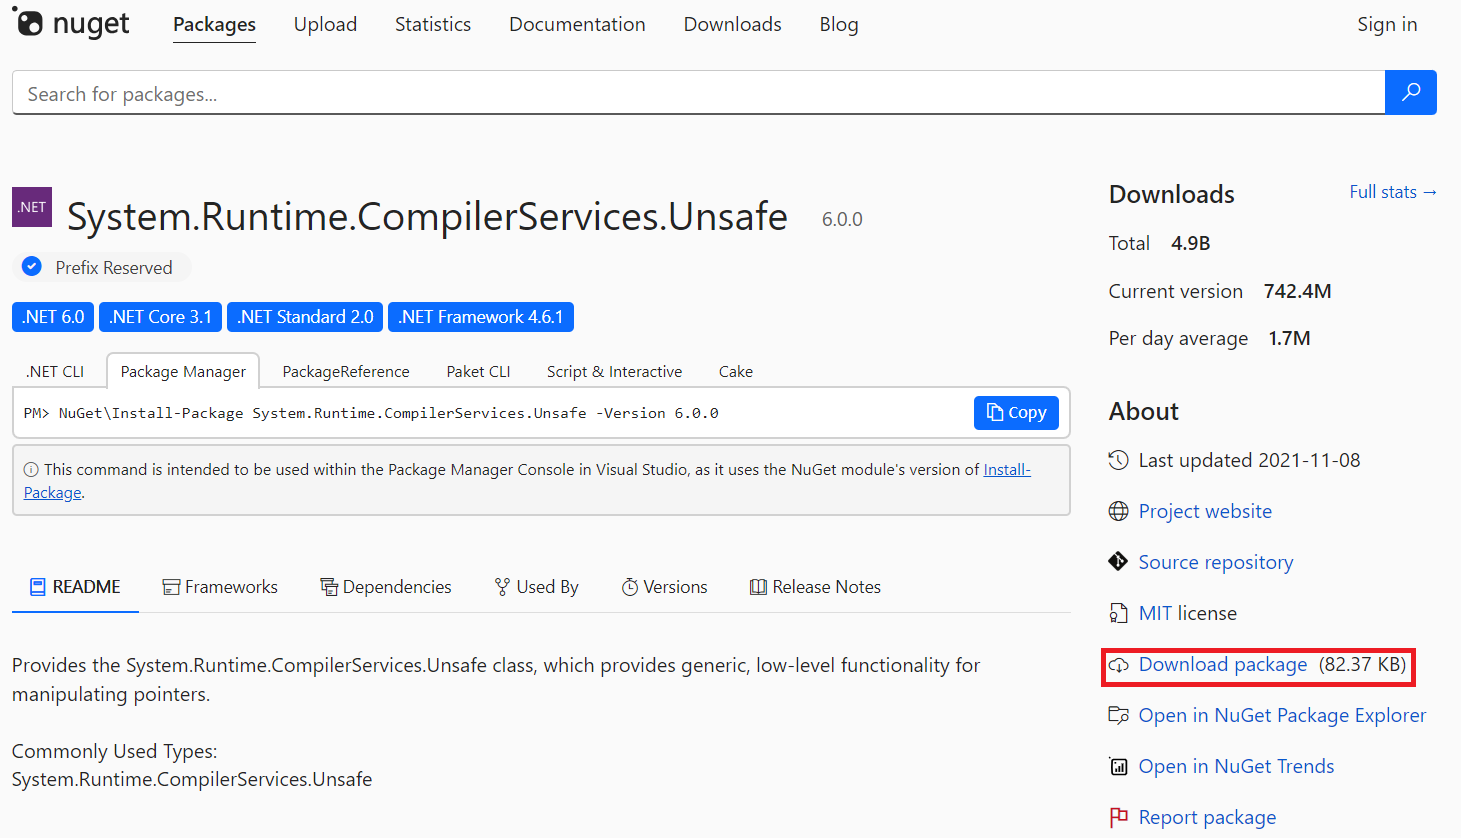 nuget
Packages Upload Statistics Documentation Downloads Blog Sign in
Search for packages...
.NET System.Runtime.CompilerServices.Unsafe 6.0.0
Prefix Reserved
.NET 6.0 .NET Core 3.1 .NET Standard 2.0 .NET Framework 4.6.1
.NET CLI Package Manager PackageReference Paket CLI Script & Interactive Cake
PM> NuGet\Install-Package System.Runtime.CompilerServices.Unsafe -Version 6.0.0 Copy
This command is intended to be used within the Package Manager Console in Visual Studio, as it uses the NuGet module's version of Install-
Package.
README Frameworks Dependencies Used By Versions Release Notes
Provides the System.Runtime.CompilerServices.Unsafe class, which provides generic, low-level functionality for
manipulating pointers.
Commonly Used Types:
System.Runtime.CompilerServices.Unsafe
Downloads Full stats →
Total 4.9B
Current version 742.4M
Per day average 1.7M
About
Last updated 2021-11-08
Project website
Source repository
MIT license
Download package (82.37 KB)
Open in NuGet Package Explorer
Open in NuGet Trends
Report package